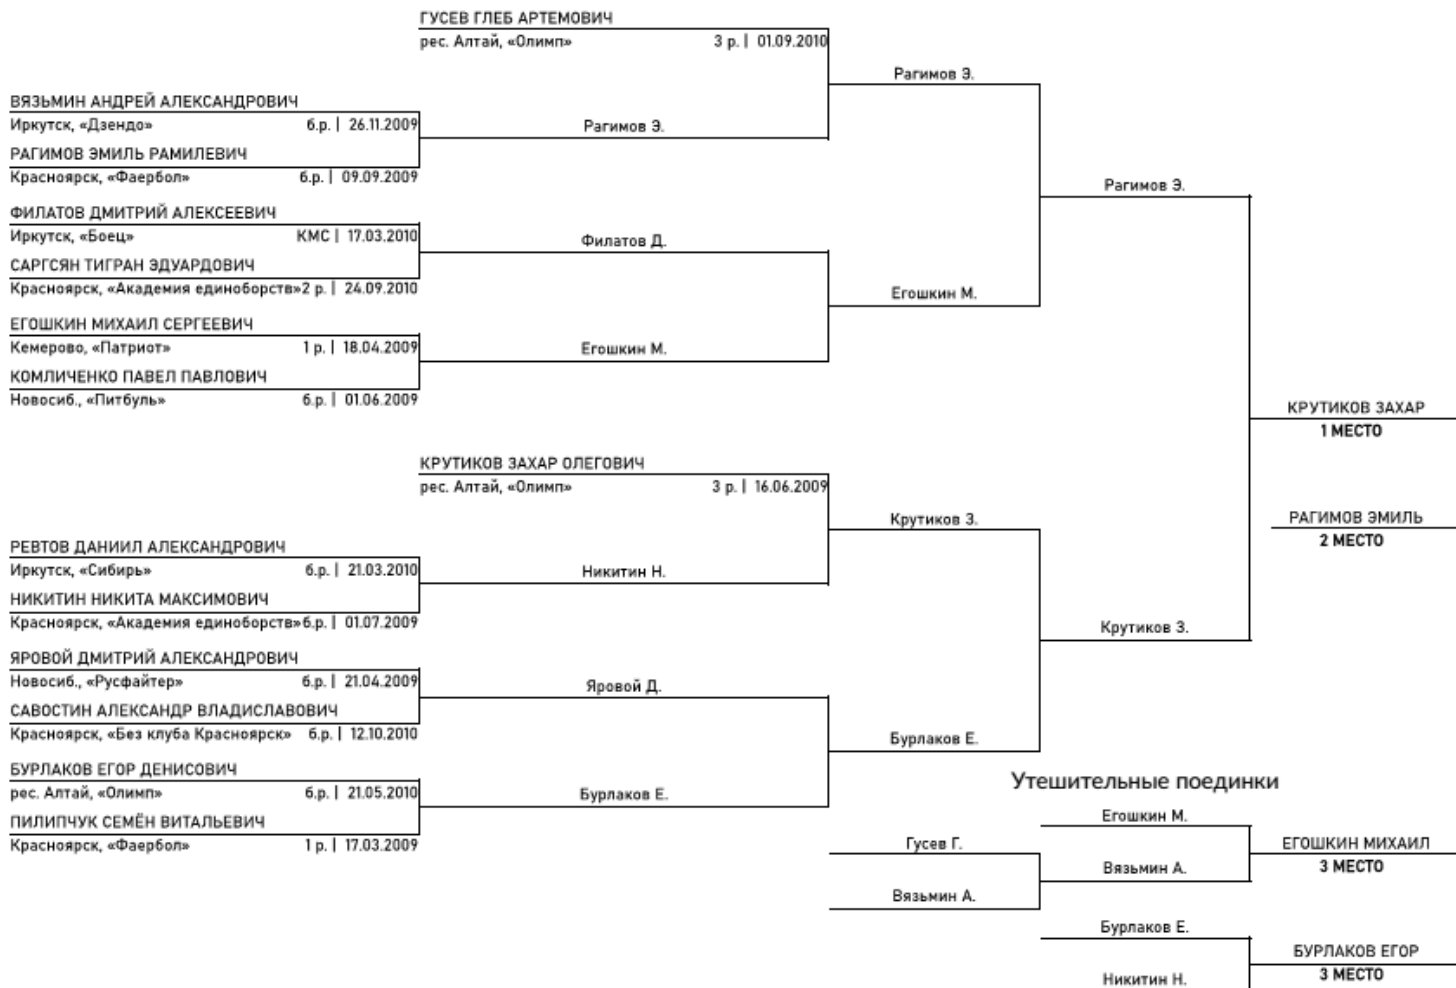 ГУСЕВ ГЛЕБ АРТЕМОВИЧ
рес. Алтай, «Олимп» 3 р. | 01.09.2010
Рагимов Э.
ВЯЗЬМИН АНДРЕЙ АЛЕКСАНДРОВИЧ
Иркутск, «Дзендо» б.р. | 26.11.2009
Рагимов Э.
РАГИМОВ ЭМИЛЬ РАМИЛЕВИЧ
Красноярск, «Фаербол» б.р. | 09.09.2009
Рагимов Э.
ФИЛАТОВ ДМИТРИЙ АЛЕКСЕЕВИЧ
Иркутск, «Боец» КМС | 17.03.2010
Филатов Д.
САРГСЯН ТИГРАН ЭДУАРДОВИЧ
Красноярск, «Академия единоборств» 2 р. | 24.09.2010
Егошкин М.
ЕГОШКИН МИХАИЛ СЕРГЕЕВИЧ
Кемерово, «Патриот» 1 р. | 18.04.2009
Егошкин М.
КОМЛИЧЕНКО ПАВЕЛ ПАВЛОВИЧ
Новосиб., «Питбуль» б.р. | 01.06.2009
КРУТИКОВ ЗАХАР
1 МЕСТО
КРУТИКОВ ЗАХАР ОЛЕГОВИЧ
рес. Алтай, «Олимп» 3 р. | 16.06.2009
Крутиков З.
РАГИМОВ ЭМИЛЬ
2 МЕСТО
РЕВТОВ ДАНИИЛ АЛЕКСАНДРОВИЧ
Иркутск, «Сибирь» б.р. | 21.03.2010
Никитин Н.
НИКИТИН НИКИТА МАКСИМОВИЧ
Красноярск, «Академия единоборств» б.р. | 01.07.2009
Крутиков З.
ЯРОВОЙ ДМИТРИЙ АЛЕКСАНДРОВИЧ
Новосиб., «Русфайтер» б.р. | 21.04.2009
Яровой Д.
САВОСТИН АЛЕКСАНДР ВЛАДИСЛАВОВИЧ
Красноярск, «Без клуба Красноярск» б.р. | 12.10.2010
Бурлаков Е.
БУРЛАКОВ ЕГОР ДЕНИСОВИЧ
рес. Алтай, «Олимп» б.р. | 21.05.2010
Бурлаков Е.
ПИЛИПЧУК СЕМЁН ВИТАЛЬЕВИЧ
Красноярск, «Фаербол» 1 р. | 17.03.2009
Утешительные поединки
Егошкин М.
Гусев Г.
ЕГОШКИН МИХАИЛ
3 МЕСТО
Вязьмин А.
Вязьмин А.
Бурлаков Е.
БУРЛАКОВ ЕГОР
3 МЕСТО
Никитин Н.